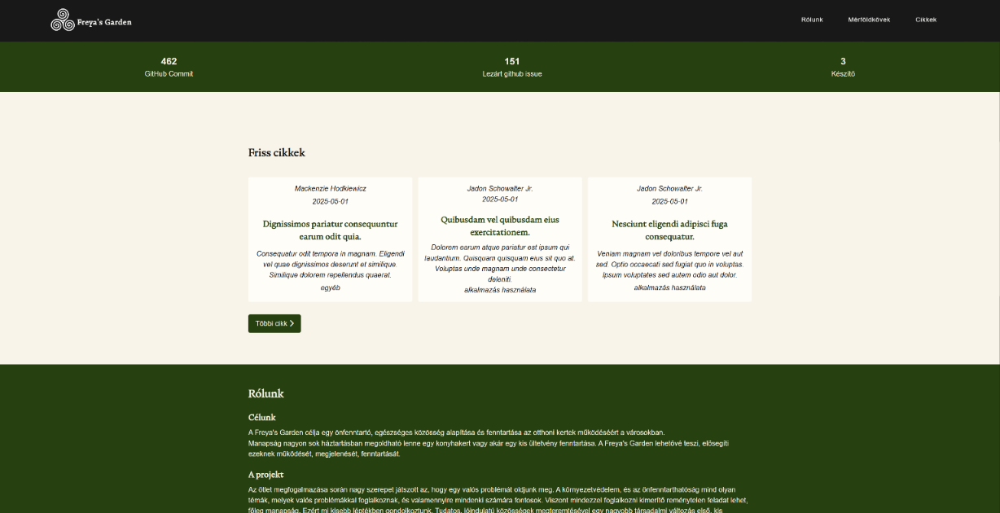 Freya's Garden
Rólunk Mérföldkövek Cikkek
462 151 3
GitHub Commit Lezárt github issue Készítő
Friss cikkek
Mackenzie Hodkiewicz
2025-05-01
Dignissimos pariatur consequuntur
earum odit quia.
Consequatur odit tempora in magnam. Eligendi
vel quae dignissimos deserunt et similique.
Similique dolorem repellendus quaerat.
egyéb
Jadon Schowalter Jr.
2025-05-01
Quibusdam vel quibusdam eius
exercitationem.
Dolorem earum atque pariatur est ipsum qui
laudantium. Quisquam quisquam eius sit quo at.
Voluptas unde magnam unde consectetur
deleniti.
alkalmazás használata
Jadon Schowalter Jr.
2025-05-01
Nesciunt eligendi adipisci fuga
consequatur.
Veniam magnam vel doloribus tempore vel aut
sed. Optio occaecati sed fugiat quo in voluptas.
Ipsum voluptates sed autem odio aut dolor.
alkalmazás használata
Többi cikk
Rólunk
Célunk
A Freya's Garden célja egy önfenntartó, egészséges közösség alapítása és fenntartása az otthoni kertek működéséért a városokban.
Manapság nagyon sok háztartásban megoldható lenne egy konyhakert vagy akár egy kis ültetvény fenntartása. A Freya's Garden lehetővé teszi, elősegíti
ezeknek működését, megjelenését, fenntartását.
A projekt
Az ötlet megfogalmazása során nagy szerepet játszott az, hogy egy valós problémát oldjunk meg. A környezetvédelem, és az önfenntarthatóság mind olyan
témák, melyek valós problémákkal foglalkoznak, és valamennyire mindenki számára fontosok. Viszont mindezzel foglalkozni kimerítő reménytelen feladat lehet,
főleg manapság. Ezért mi kisebb léptékben gondolkoztunk. Tudatos, jóindulatú közösségek megteremtésével egy nagyobb társadalmi változás első, kis